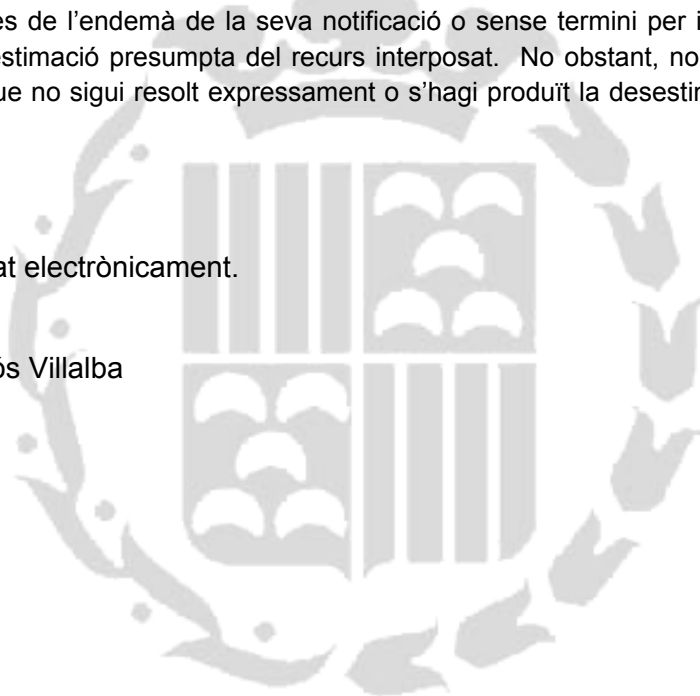 es de l’endemà de la seva notificació o sense termini per i
estimació presumpta del recurs interposat. No obstant, no
ue no sigui resolt expressament o s’hagi produït la desestir
at electrònicament.
ós Villalba